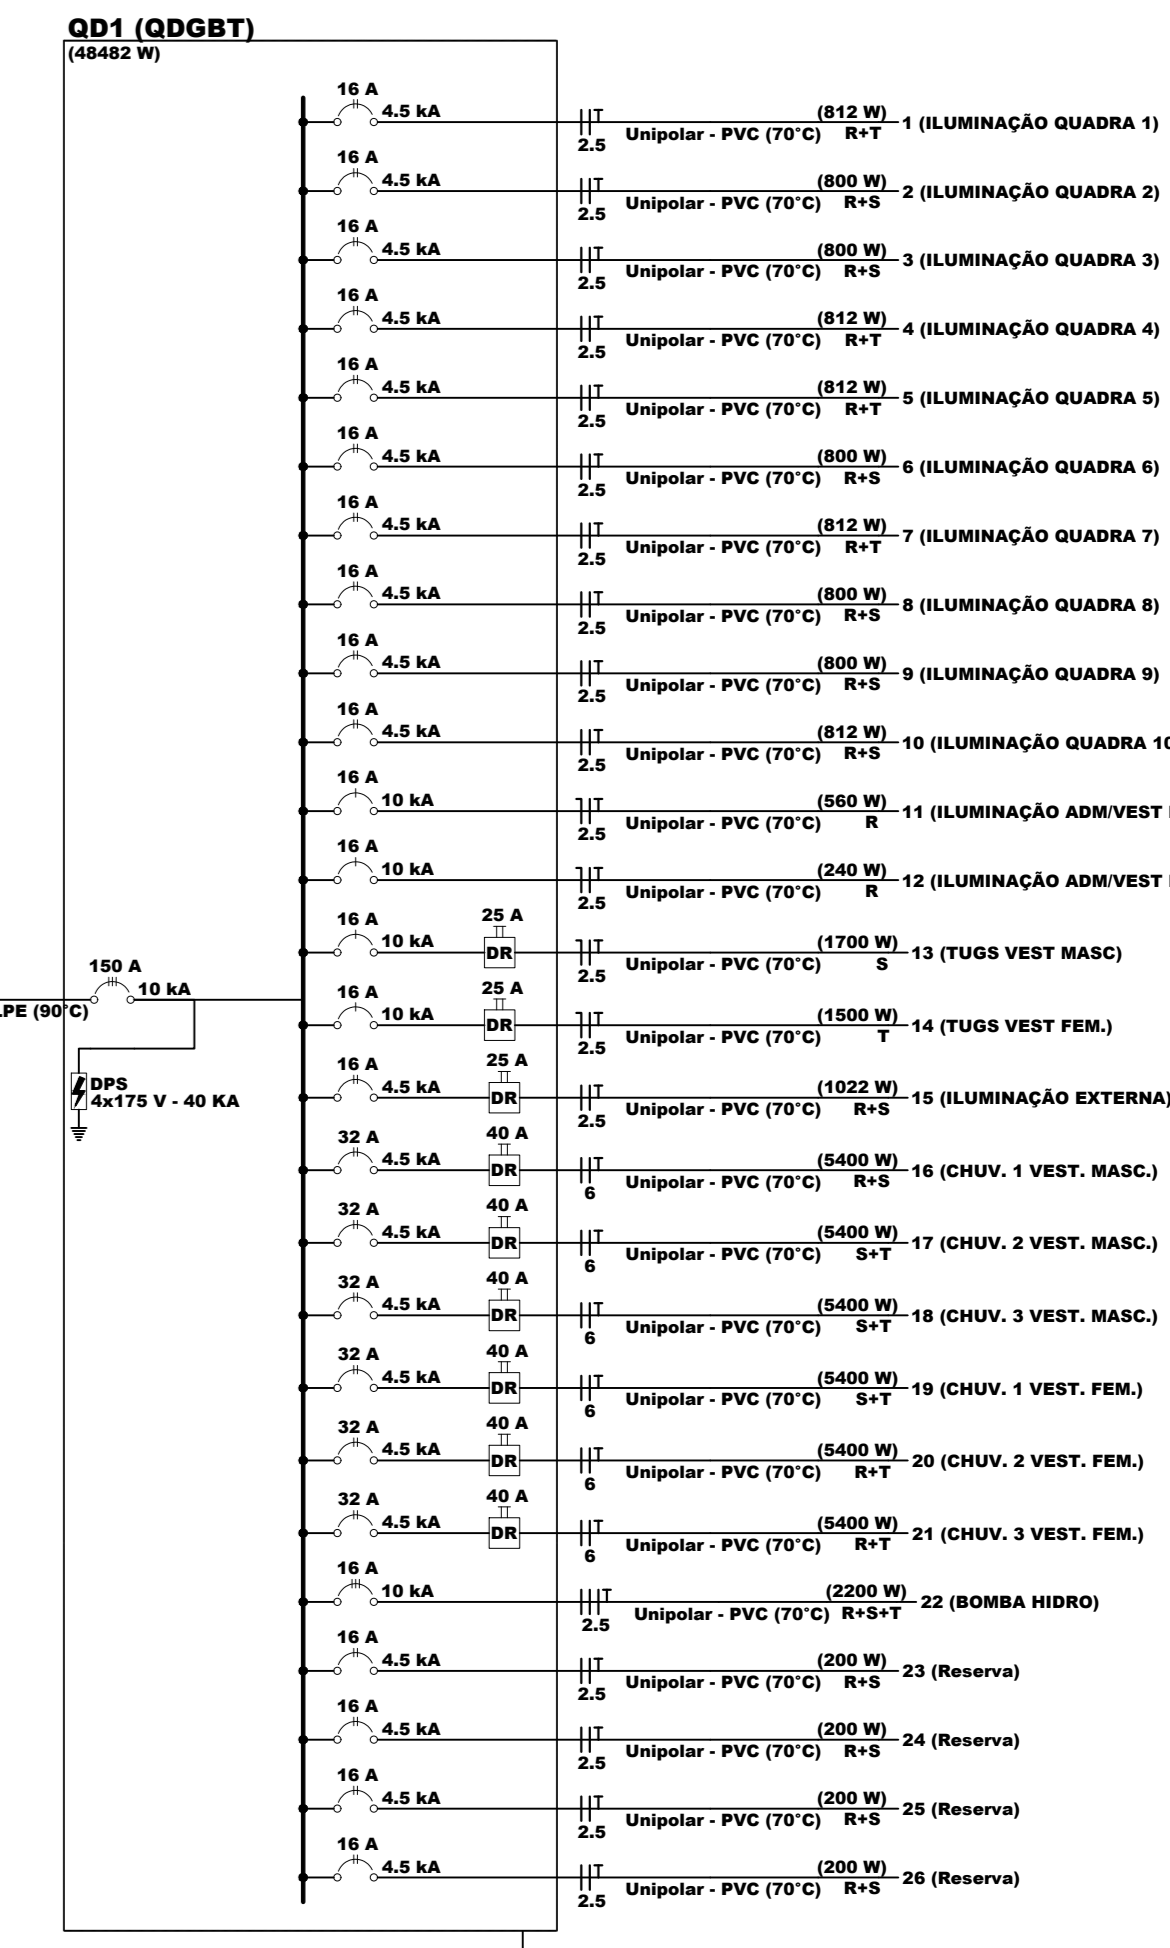 QD1 (QDGBT)
(48482 W)
16 A
4.5 kA
(812 W)
1 (ILUMINAÇÃO QUADRA 1)
2.5
Unipolar - PVC (70°C)
R+T
16 A
4.5 kA
(800 W)
2 (ILUMINAÇÃO QUADRA 2)
2.5
Unipolar - PVC (70°C)
R+S
16 A
4.5 kA
(800 W)
3 (ILUMINAÇÃO QUADRA 3)
2.5
Unipolar - PVC (70°C)
R+S
16 A
4.5 kA
(812 W)
4 (ILUMINAÇÃO QUADRA 4)
2.5
Unipolar - PVC (70°C)
R+T
16 A
4.5 kA
(812 W)
5 (ILUMINAÇÃO QUADRA 5)
2.5
Unipolar - PVC (70°C)
R+T
16 A
4.5 kA
(800 W)
6 (ILUMINAÇÃO QUADRA 6)
2.5
Unipolar - PVC (70°C)
R+S
16 A
4.5 kA
(812 W)
7 (ILUMINAÇÃO QUADRA 7)
2.5
Unipolar - PVC (70°C)
R+T
16 A
4.5 kA
(800 W)
8 (ILUMINAÇÃO QUADRA 8)
2.5
Unipolar - PVC (70°C)
R+S
16 A
4.5 kA
(800 W)
9 (ILUMINAÇÃO QUADRA 9)
2.5
Unipolar - PVC (70°C)
R+S
16 A
4.5 kA
(812 W)
10 (ILUMINAÇÃO QUADRA 10
2.5
Unipolar - PVC (70°C)
R+S
16 A
10 kA
(560 W)
11 (ILUMINAÇÃO ADM/VEST
2.5
Unipolar - PVC (70°C)
R
16 A
10 kA
(240 W)
12 (ILUMINAÇÃO ADM/VEST
2.5
Unipolar - PVC (70°C)
R
16 A
10 kA
25 A
DR
T
(1700 W)
13 (TUGS VEST MASC)
2.5
Unipolar - PVC (70°C)
S
150 A
10 kA
LPE (90°C)
16 A
10 kA
25 A
DR
T
(1500 W)
14 (TUGS VEST FEM.)
2.5
Unipolar - PVC (70°C)
T
DPS
4x175 V - 40 KA
16 A
4.5 kA
25 A
DR
T
(1022 W)
15 (ILUMINAÇÃO EXTERNA)
2.5
Unipolar - PVC (70°C)
R+S
32 A
4.5 kA
40 A
DR
T
(5400 W)
16 (CHUV. 1 VEST. MASC.)
6
Unipolar - PVC (70°C)
R+S
32 A
4.5 kA
40 A
DR
T
(5400 W)
17 (CHUV. 2 VEST. MASC.)
6
Unipolar - PVC (70°C)
S+T
32 A
4.5 kA
40 A
DR
T
(5400 W)
18 (CHUV. 3 VEST. MASC.)
6
Unipolar - PVC (70°C)
S+T
32 A
4.5 kA
40 A
DR
T
(5400 W)
19 (CHUV. 1 VEST. FEM.)
6
Unipolar - PVC (70°C)
S+T
32 A
4.5 kA
40 A
DR
T
(5400 W)
20 (CHUV. 2 VEST. FEM.)
6
Unipolar - PVC (70°C)
R+T
32 A
4.5 kA
40 A
DR
T
(5400 W)
21 (CHUV. 3 VEST. FEM.)
6
Unipolar - PVC (70°C)
R+T
16 A
10 kA
T
(2200 W)
22 (BOMBA HIDRO)
2.5
Unipolar - PVC (70°C)
R+S+T
16 A
4.5 kA
T
(200 W)
23 (Reserva)
2.5
Unipolar - PVC (70°C)
R+S
16 A
4.5 kA
T
(200 W)
24 (Reserva)
2.5
Unipolar - PVC (70°C)
R+S
16 A
4.5 kA
T
(200 W)
25 (Reserva)
2.5
Unipolar - PVC (70°C)
R+S
16 A
4.5 kA
T
(200 W)
26 (Reserva)
2.5
Unipolar - PVC (70°C)
R+S